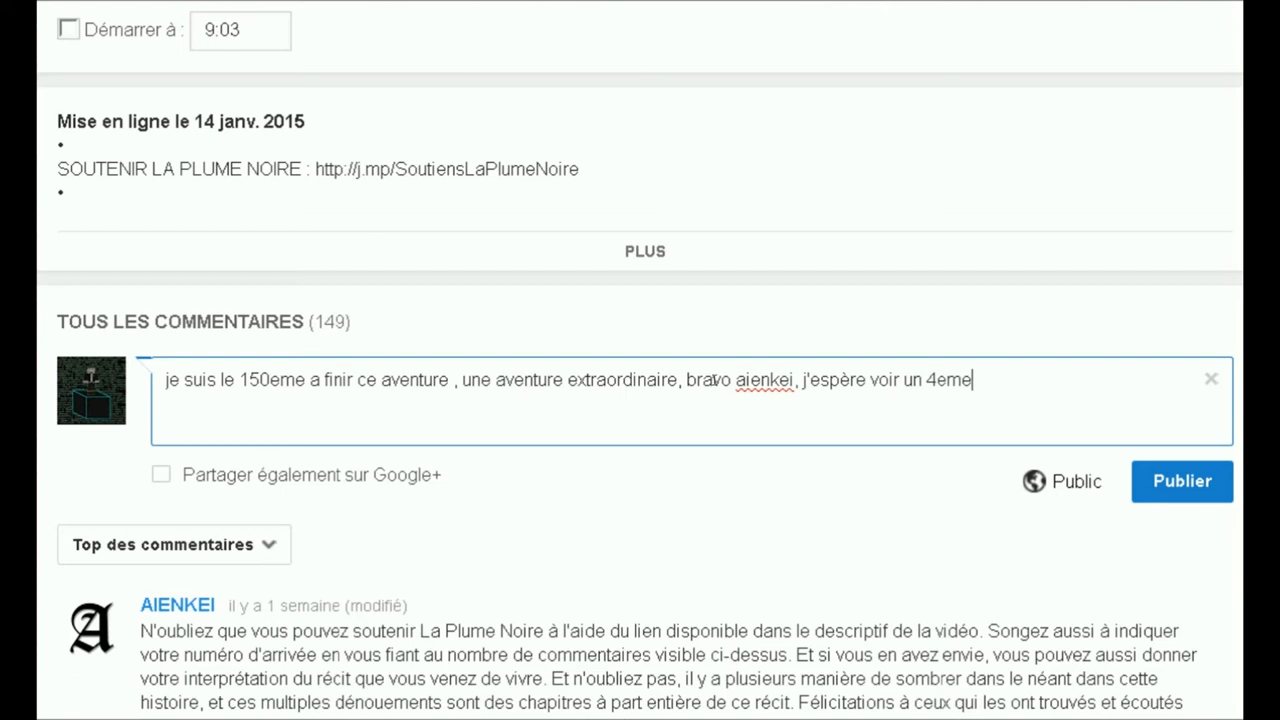 Démarrer à : 9:03
Mise en ligne le 14 janv. 2015
•
SOUTENIR LA PLUME NOIRE : http://j.mp/SoutiensLaPlumeNoire
•
PLUS
TOUS LES COMMENTAIRES (149)
je suis le 150eme a finir ce aventure , une aventure extraordinaire, bravo aienkei, j'espère voir un 4eme
Partager également sur Google+
Public
Publier
Top des commentaires
A
AIENKEI il y a 1 semaine (modifié)
N'oubliez que vous pouvez soutenir La Plume Noire à l'aide du lien disponible dans le descriptif de la vidéo. Songez aussi à indiquer
votre numéro d'arrivée en vous fiant au nombre de commentaires visible ci-dessus. Et si vous en avez envie, vous pouvez aussi donner
votre interprétation du récit que vous venez de vivre. Et n'oubliez pas, il y a plusieurs manière de sombrer dans le néant dans cette
histoire, et ces multiples dénouements sont des chapitres à part entière de ce récit. Félicitations à ceux qui les ont trouvés et écoutés